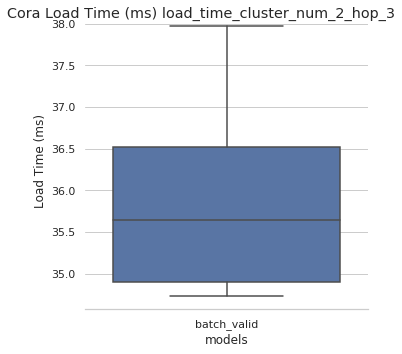 Cora Load Time (ms) load_time_cluster_num_2_hop_3
38.0
37.5
37.0
36.5
36.0
35.5
35.0
Load Time (ms)
batch_valid
models